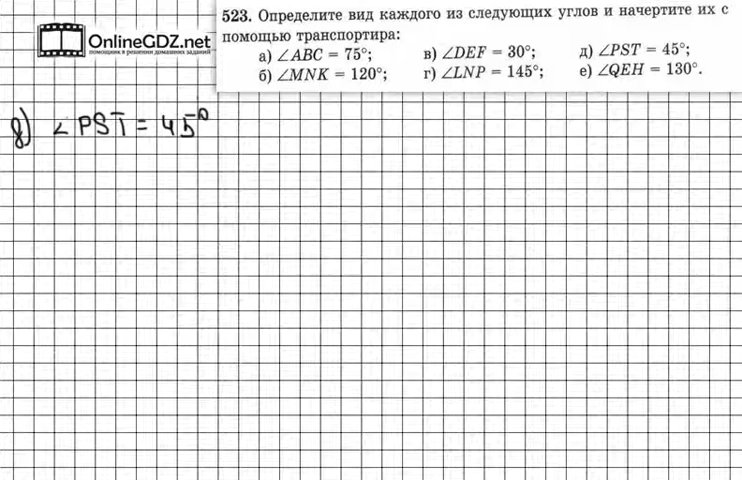 OnlineGDZ.net
помощник в решении домашних заданий
523. Определите вид каждого из следующих углов и начертите их с
помощью транспортира:
а) ∠ABC = 75°; в) ∠DEF = 30°; д) ∠PST = 45°;
б) ∠MNK = 120°; г) ∠LNP = 145°; е) ∠QEH = 130°.
д) ∠PST = 45°